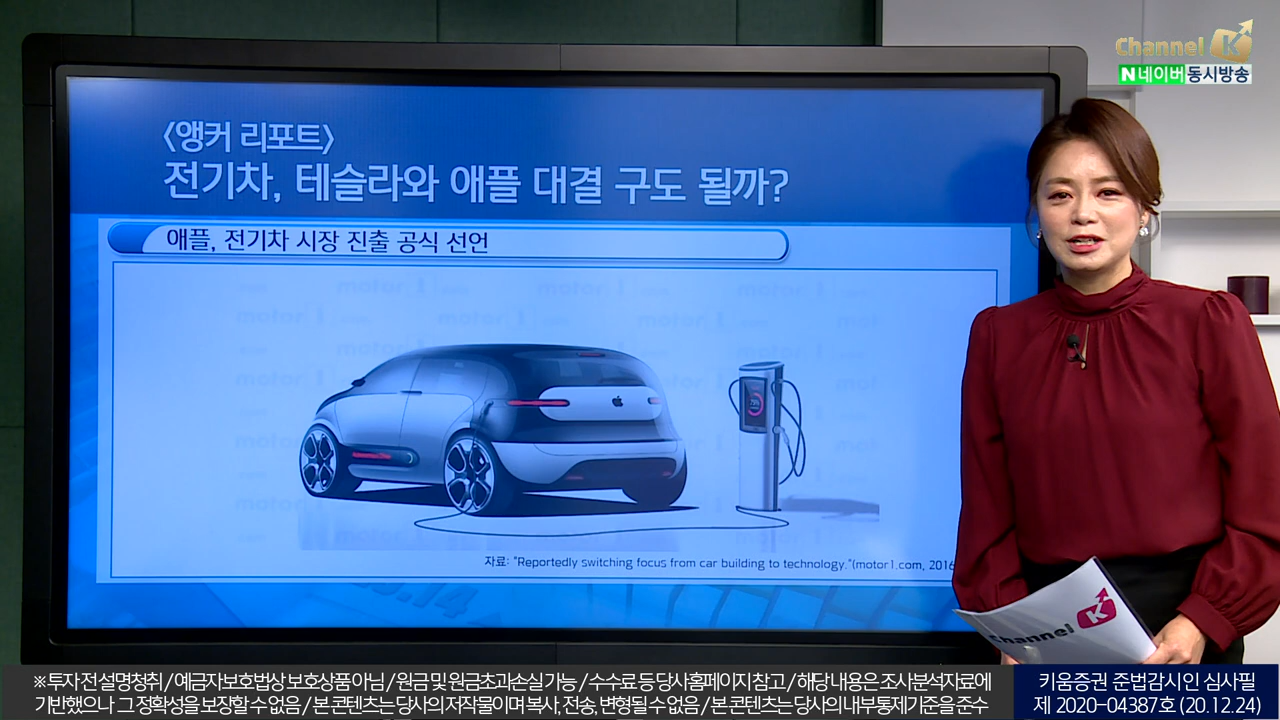 Channel K
N 네이버 동시방송
<앵커 리포트>
전기차, 테슬라와 애플 대결 구도 될까?
애플, 전기차 시장 진출 공식 선언
자료: "Reportedly switching focus from car building to technology."(motor1.com, 2016
Channel K
※ 투자 전 설명청취 / 예금자보호법상 보호상품 아님 / 원금 및 원금초과손실 가능 / 수수료 등 당사홈페이지 참고 / 해당 내용은 조사분석자료에
기반했으나 그 정확성을 보장할 수 없음 / 본 콘텐츠는 당사의 저작물이며 복사, 전송, 변형될 수 없음 / 본 콘텐츠는 당사의 내부통제기준을 준수
키움증권 준법감시인 심사필
제 2020-04387호 (20.12.24)